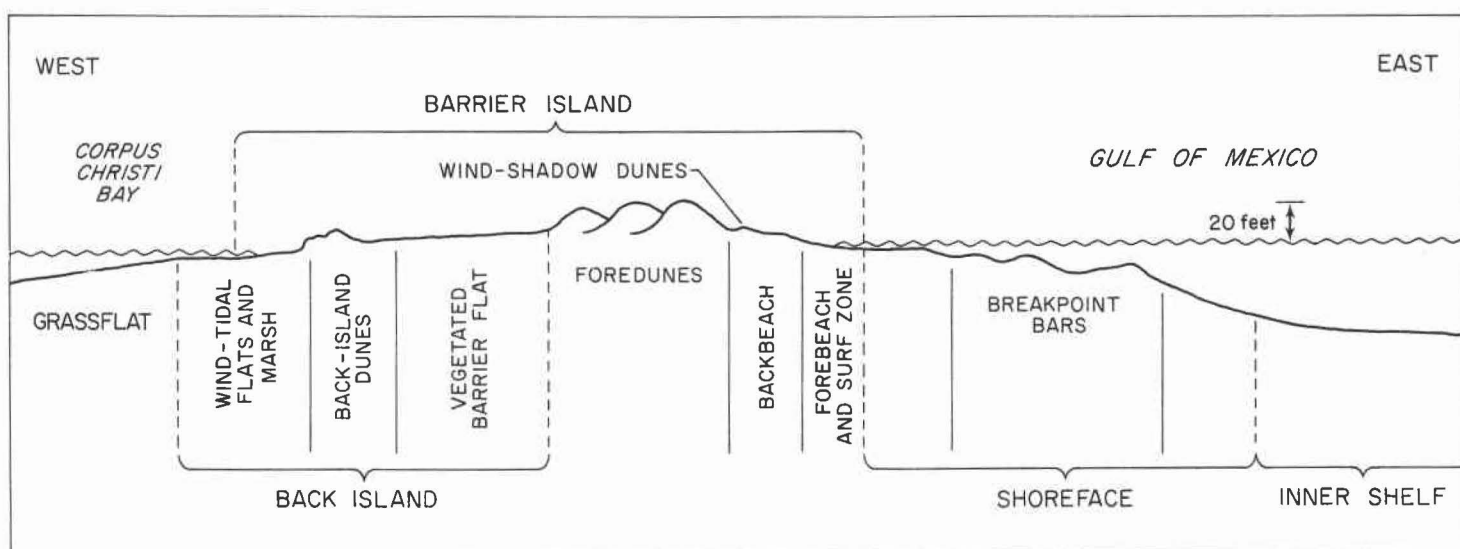 WEST
EAST
BARRIER ISLAND
CORPUS
CHRISTI
BAY
WIND-SHADOW DUNES
GULF OF MEXICO
20 feet
GRASSFLAT
WIND-TIDAL
FLATS AND
MARSH
BACK-ISLAND
DUNES
VEGETATED
BARRIER FLAT
FOREDUNES
BACKBEACH
FOREBEACH
AND SURF ZONE
BREAKPOINT
BARS
BACK ISLAND
SHOREFACE
INNER SHELF